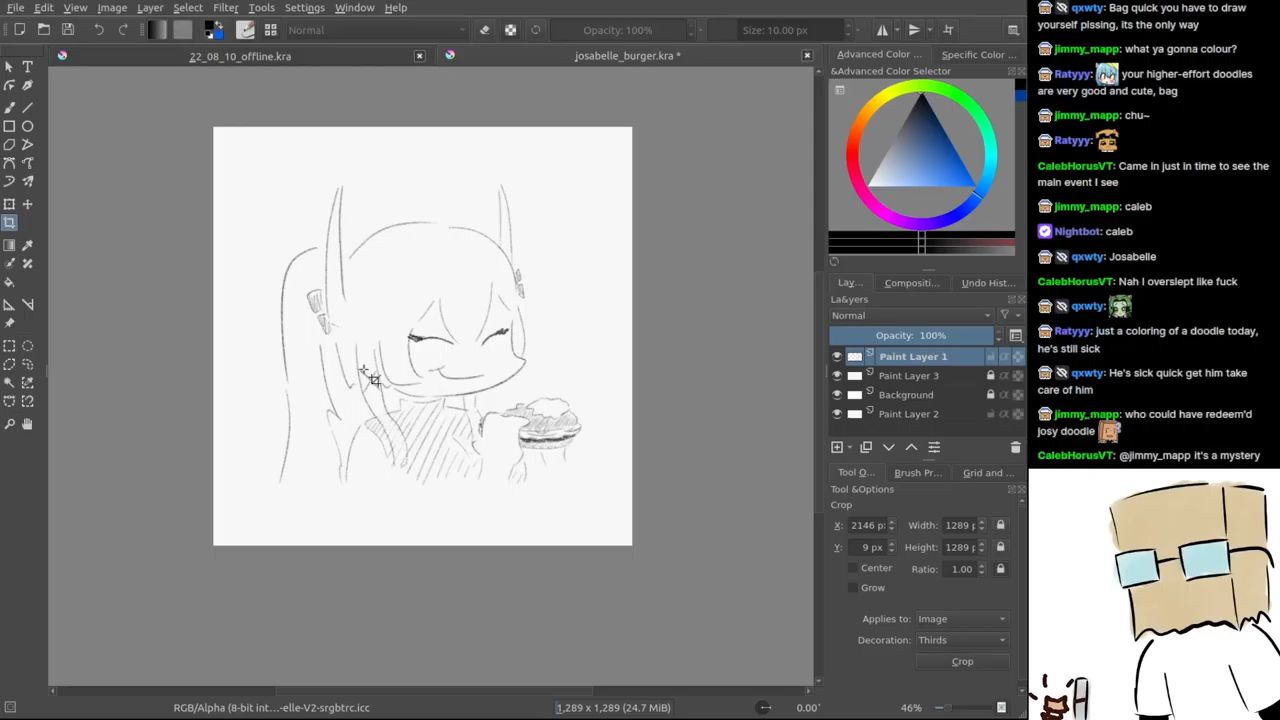 File Edit View Image Layer Select Filter Tools Settings Window Help
Normal
Opacity: 100%
Size: 10.00 px
22_08_10_offline.kra
josabelle_burger.kra *
Advanced Color ...
Specific Color ...
&Advanced Color Selector
Lay...
Compositi...
Undo Hist...
La&yers
Normal
Opacity: 100%
Paint Layer 1
Paint Layer 3
Background
Paint Layer 2
Tool O...
Brush Pr...
Grid and ...
Tool &Options
Crop
X: 2146 p: Width: 1289 p
Y: 9 px Height: 1289 p
Center Ratio: 1.00
Grow
Applies to: Image
Decoration: Thirds
Crop
RGB/Alpha (8-bit int...-elle-V2-srgbtrc.icc
1,289 x 1,289 (24.7 MiB)
0.00°
46%
qxwty: Bag quick you have to draw
yourself pissing, its the only way
jimmy_mapp: what ya gonna colour?
Ratyyy: your higher-effort doodles
are very good and cute, bag
jimmy_mapp: chu~
Ratyyy:
CalebHorusVT: Came in just in time to see the
main event I see
jimmy_mapp: caleb
Nightbot: caleb
qxwty: Josabelle
CalebHorusVT: Nah I overslept like fuck
qxwty:
Ratyyy: just a coloring of a doodle today,
he's still sick
qxwty: He's sick quick get him take
care of him
jimmy_mapp: who could have redeem'd
josy doodle
CalebHorusVT: @jimmy_mapp it's a mystery